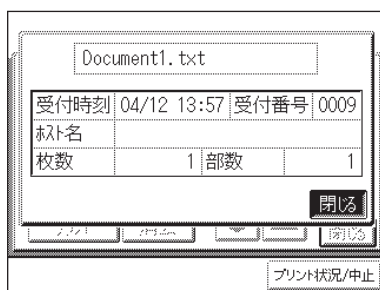 Document1.txt
受付時刻 04/12 13:57 受付番号 0009
ﾎｽﾄ名
枚数 1 部数 1
閉じる
閉じる
プリント状況/中止